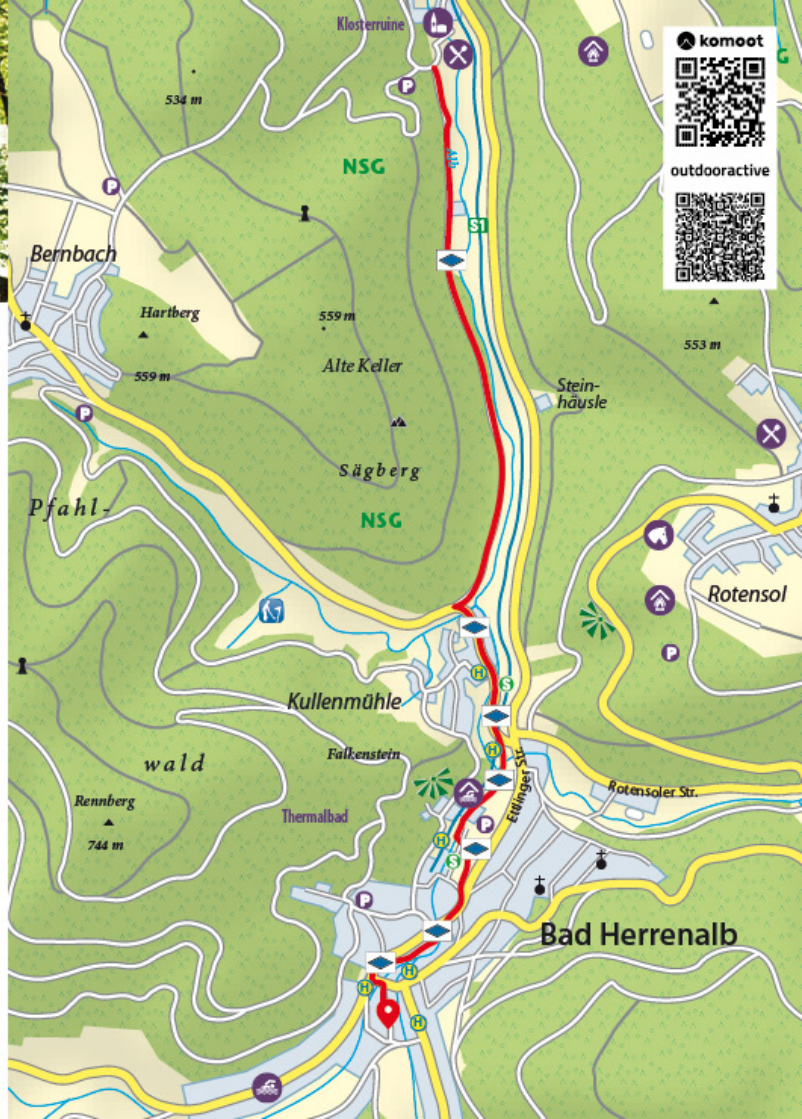 Klosterruine
komoot
P
534 m
Alb
outdooractive
NSG
P
S1
Bernbach
Hartberg
559 m
559 m
Alte Keller
553 m
Stein-
häusle
P
Sägberg
Pfahl-
NSG
Rotensol
P
H
S
Kullenmühle
wald
Falkenstein
H
Ettlinger Str.
Rotensoler Str.
Rennberg
744 m
Thermalbad
P
H
S
P
Bad Herrenalb
H
H
H